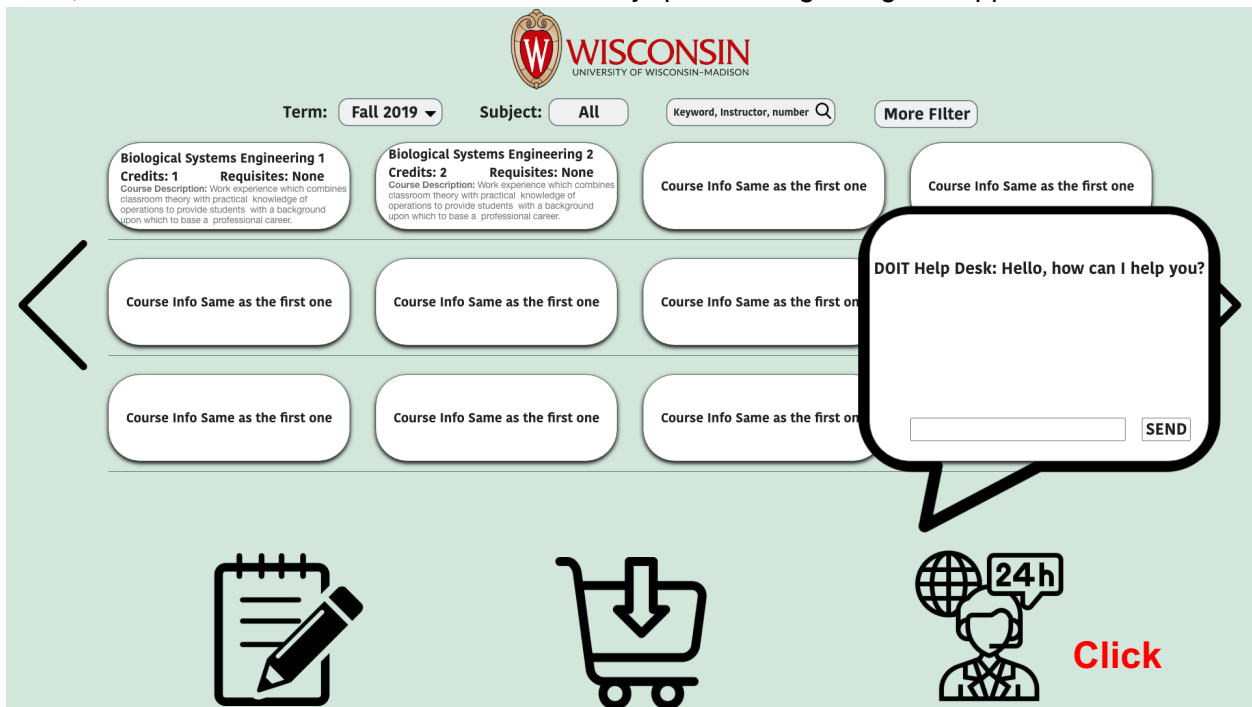 W WISCONSIN
UNIVERSITY OF WISCONSIN-MADISON
Term: Fall 2019 Subject: All Keyword, Instructor, number More FIlter
Biological Systems Engineering 1
Credits: 1 Requisites: None
Course Description: Work experience which combines
classroom theory with practical knowledge of
operations to provide students with a background
upon which to base a professional career.
Biological Systems Engineering 2
Credits: 2 Requisites: None
Course Description: Work experience which combines
classroom theory with practical knowledge of
operations to provide students with a background
upon which to base a professional career.
Course Info Same as the first one
Course Info Same as the first one
DOIT Help Desk: Hello, how can I help you?
SEND
Course Info Same as the first one
Course Info Same as the first one
Course Info Same as the first
Course Info Same as the first one
Course Info Same as the first one
Course Info Same as the first
24h
Click